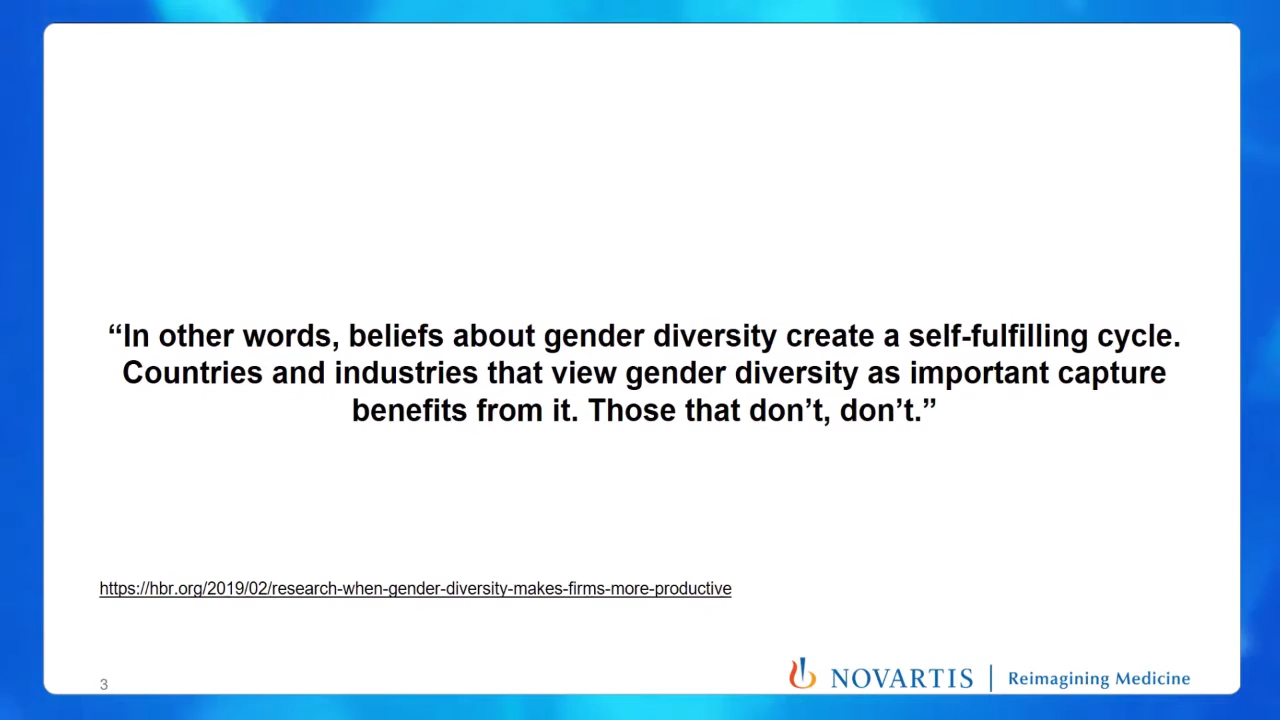 “In other words, beliefs about gender diversity create a self-fulfilling cycle.
Countries and industries that view gender diversity as important capture
benefits from it. Those that don’t, don’t.”
https://hbr.org/2019/02/research-when-gender-diversity-makes-firms-more-productive
3
NOVARTIS | Reimagining Medicine